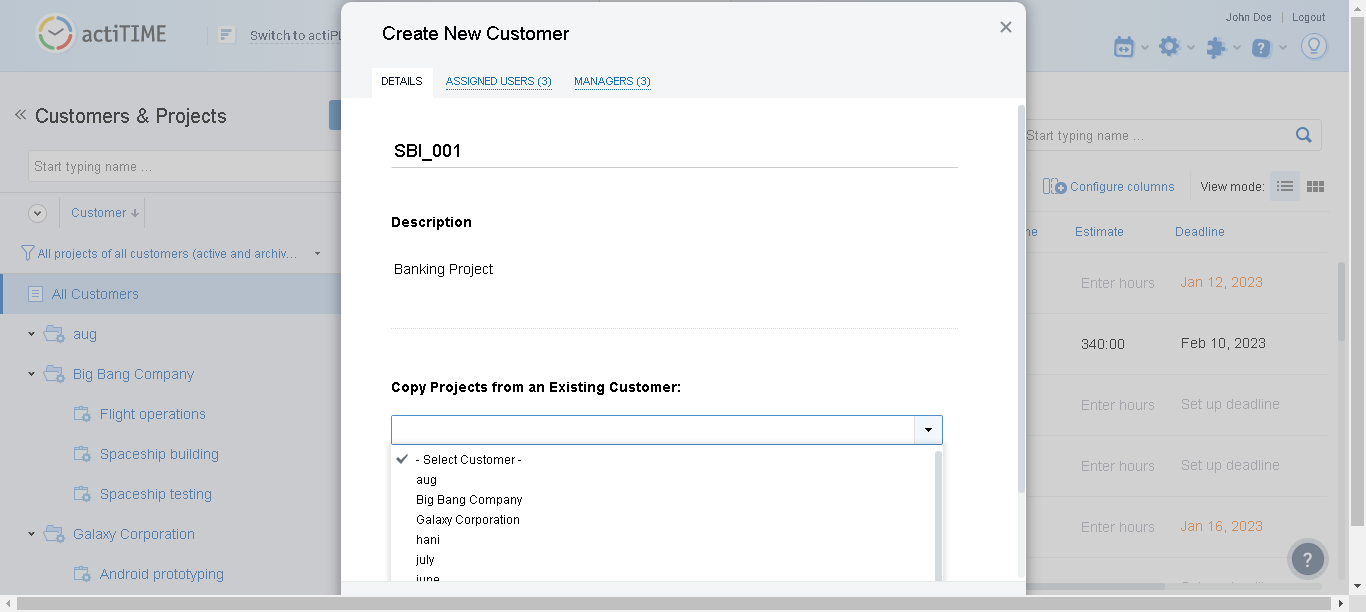 actiTIME
Switch to actiPL
John Doe
Logout
Customers & Projects
Start typing name ...
Customer
All projects of all customers (active and archiv...
All Customers
aug
Big Bang Company
Flight operations
Spaceship building
Spaceship testing
Galaxy Corporation
Android prototyping
Create New Customer
DETAILS
ASSIGNED USERS (3)
MANAGERS (3)
SBI_001
Description
Banking Project
Copy Projects from an Existing Customer:
- Select Customer -
aug
Big Bang Company
Galaxy Corporation
hani
july
june
Start typing name ...
Configure columns
View mode:
ne
Estimate
Deadline
Enter hours
Jan 12, 2023
340:00
Feb 10, 2023
Enter hours
Set up deadline
Enter hours
Set up deadline
Enter hours
Jan 16, 2023
?